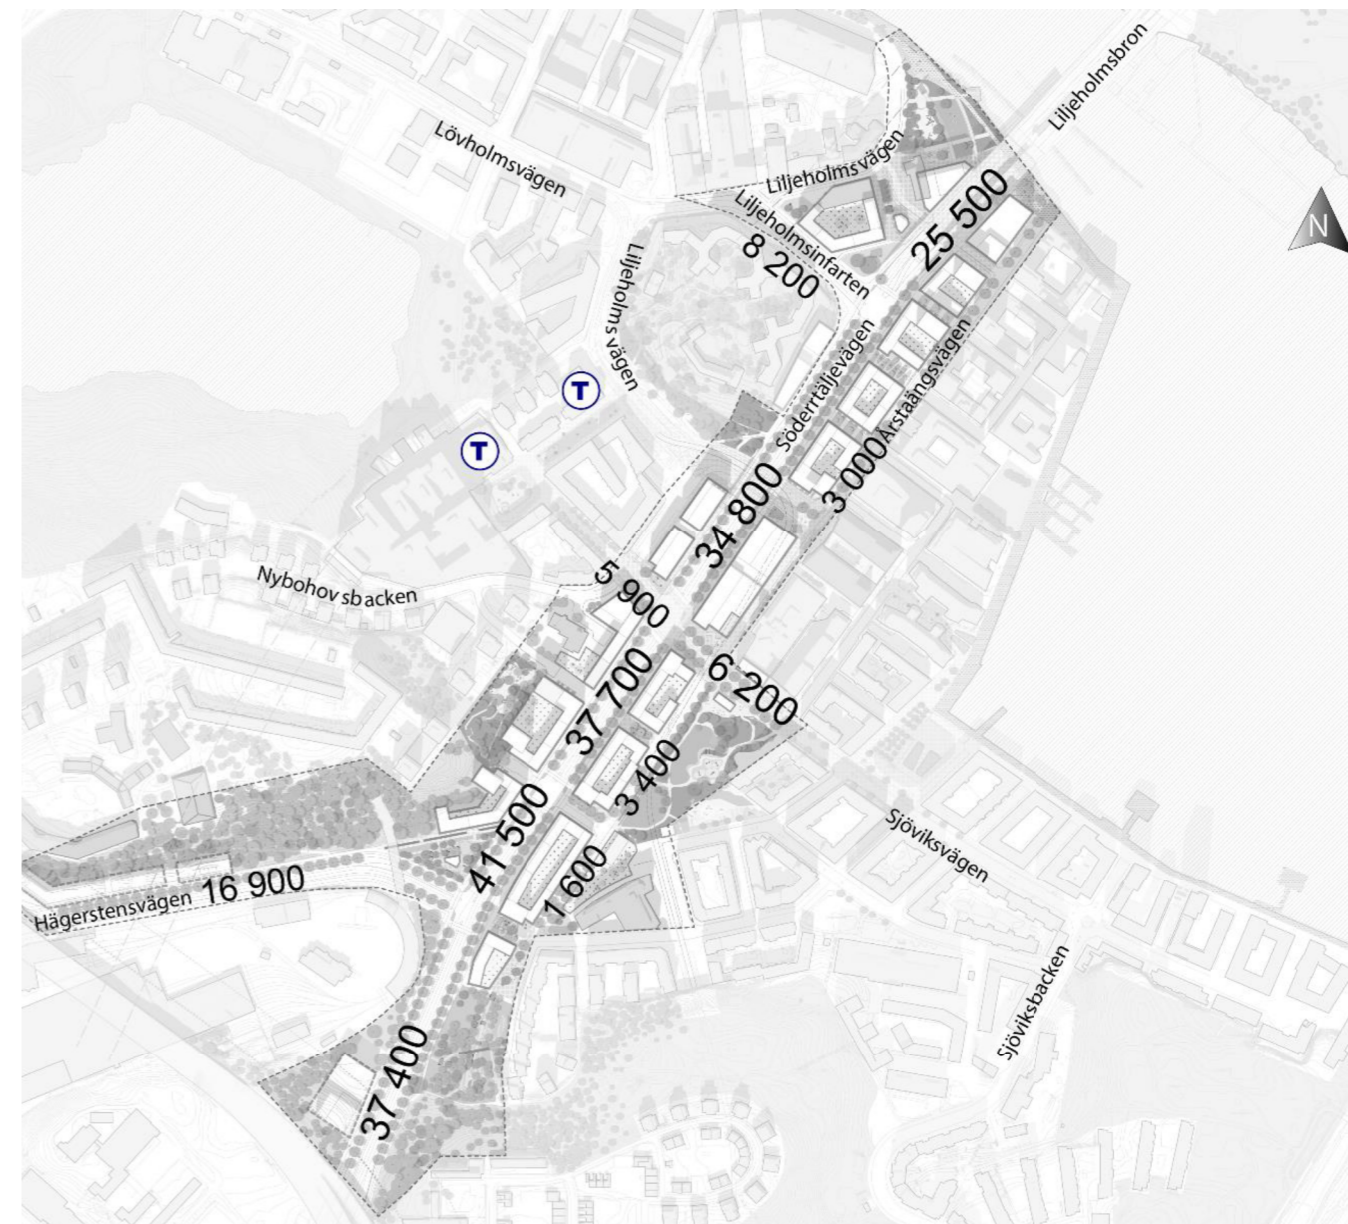 Liljeholmsbron
Lövholmsvägen
Liljeholmsvägen
Liljeholmsinfarten
25 500
N
8 200
Liljeholmsvägen
T
Söderrtäljevägen
Årstaängsvägen
T
3 000
34 800
Nybohovsbacken
5 900
6 200
37 700
3 400
41 500
Sjöviksvägen
1 600
Hägerstensvägen 16 900
Sjöviksbacken
37 400